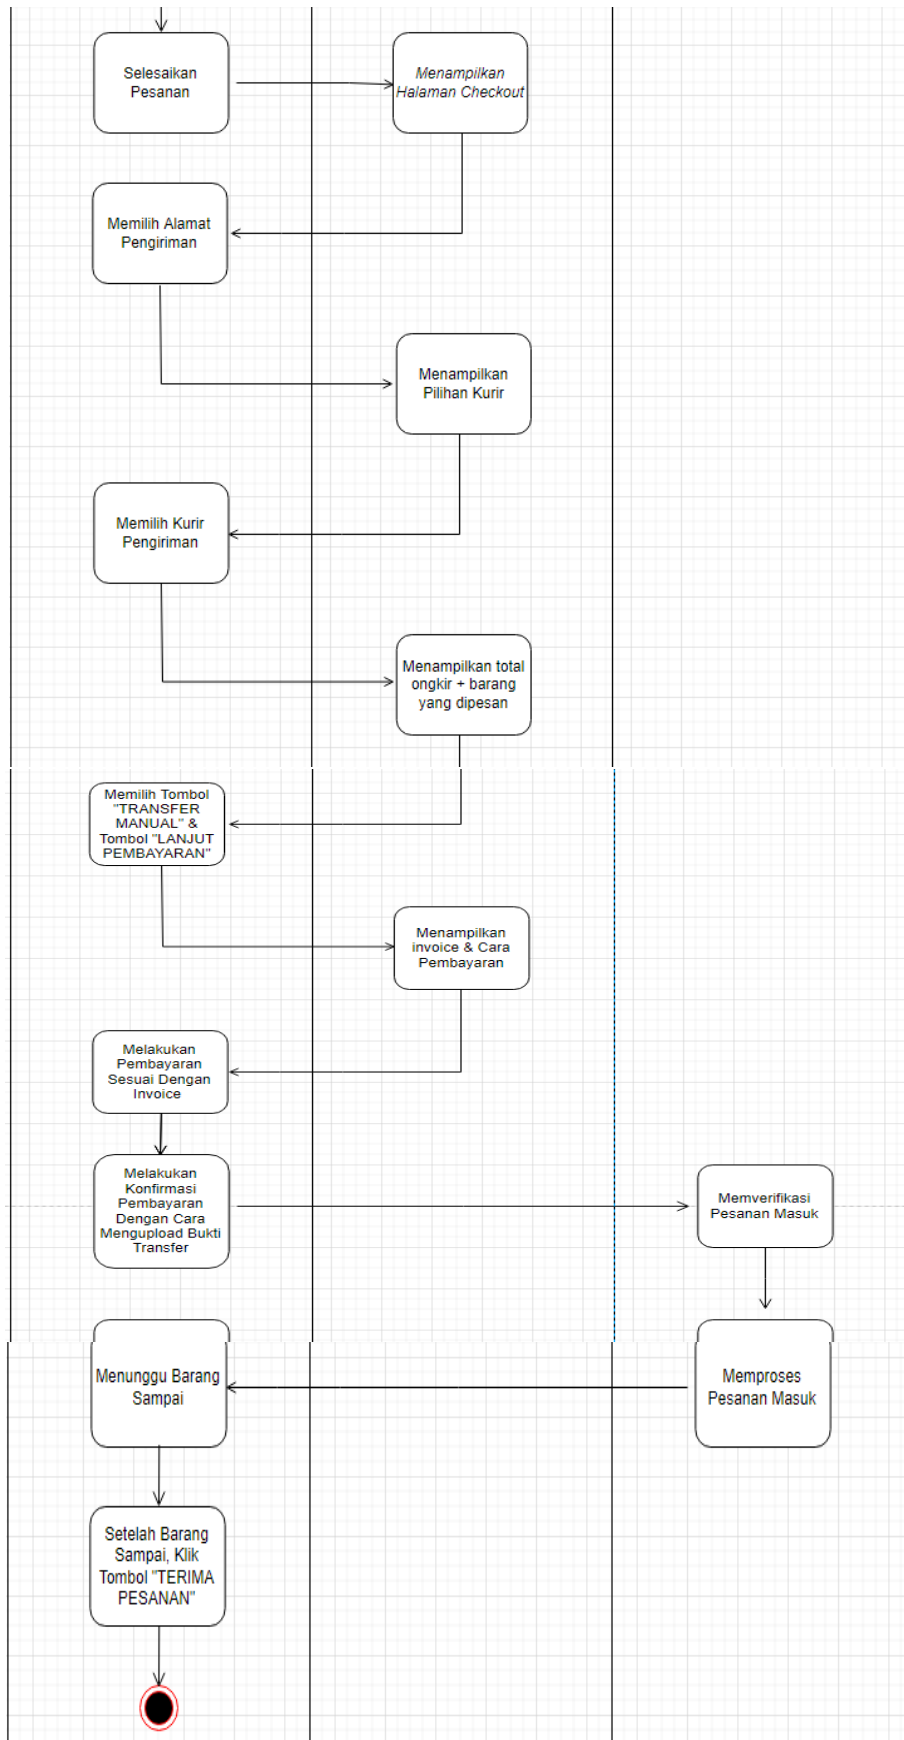 Selesaikan
Pesanan
Menampilkan
Halaman Checkout
Memilih Alamat
Pengiriman
Menampilkan
Pilihan Kurir
Memilih Kurir
Pengiriman
Menampilkan total
ongkir + barang
yang dipesan
Memilih Tombol
"TRANSFER
MANUAL" &
Tombol "LANJUT
PEMBAYARAN"
Menampilkan
invoice & Cara
Pembayaran
Melakukan
Pembayaran
Sesuai Dengan
Invoice
Melakukan
Konfirmasi
Pembayaran
Dengan Cara
Mengupload Bukti
Transfer
Memverifikasi
Pesanan Masuk
Memproses
Pesanan Masuk
Menunggu Barang
Sampai
Setelah Barang
Sampai, Klik
Tombol "TERIMA
PESANAN"